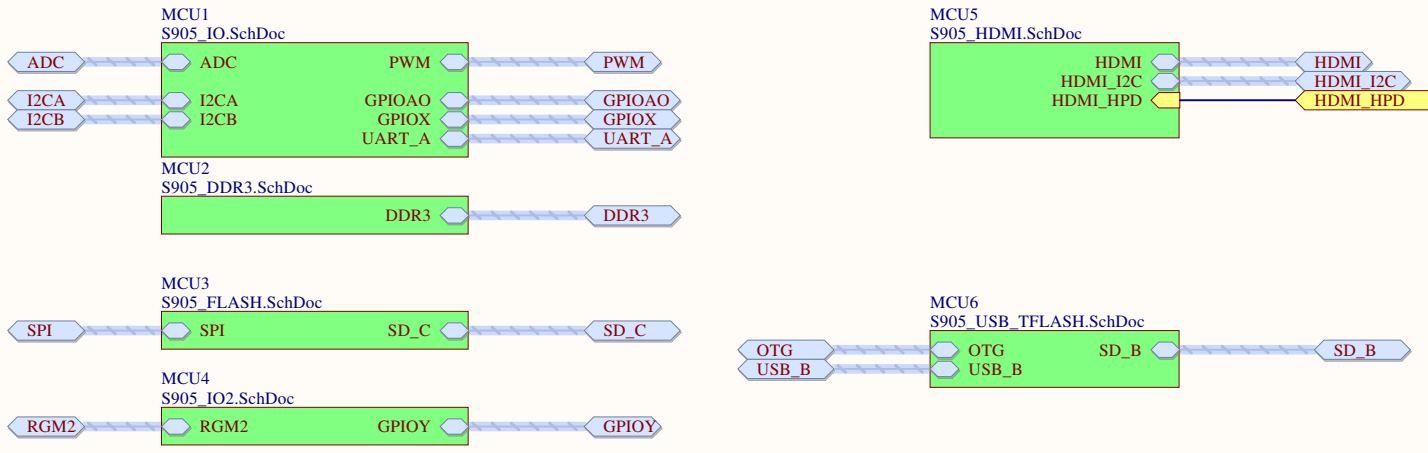 MCU1
S905_IO.SchDoc
ADC ADC PWM PWM
I2CA I2CA GPIOAO GPIOAO
I2CB I2CB GPIOX GPIOX
UART_A UART_A
MCU2
S905_DDR3.SchDoc
DDR3 DDR3
MCU3
S905_FLASH.SchDoc
SPI SPI SD_C SD_C
MCU4
S905_IO2.SchDoc
RGM2 RGM2 GPIOY GPIOY
MCU5
S905_HDMI.SchDoc
HDMI HDMI
HDMI_I2C HDMI_I2C
HDMI_HPD HDMI_HPD
MCU6
S905_USB_TFLASH.SchDoc
OTG OTG SD_B SD_B
USB_B USB_B